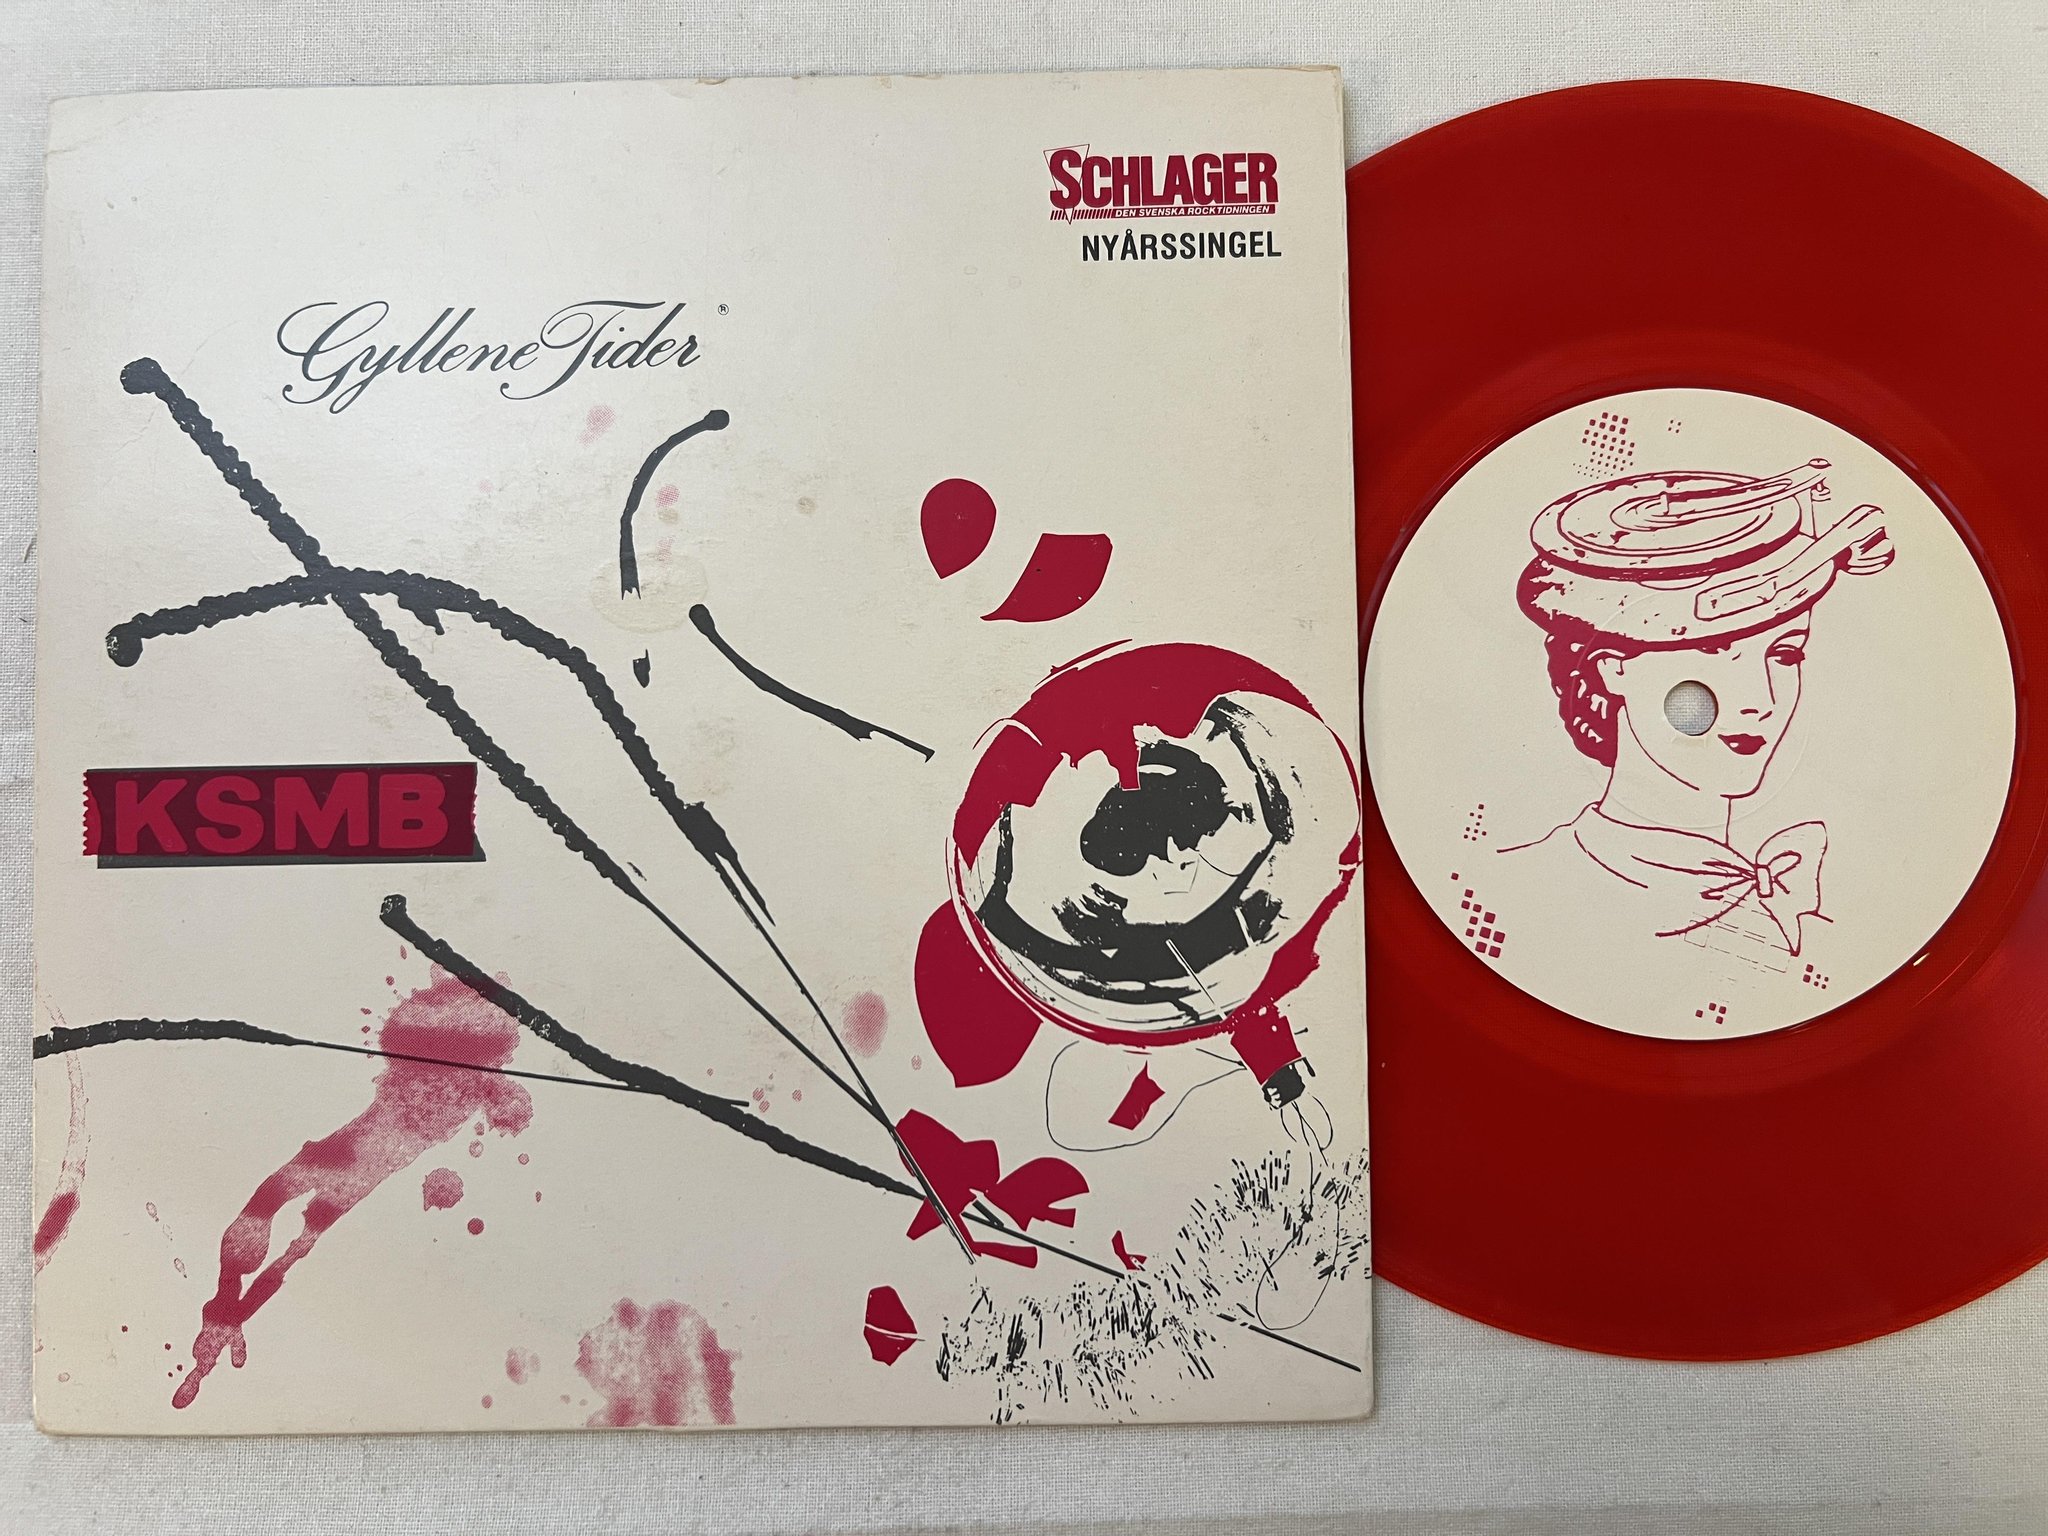 SCHLAGER
DEN SVENSKA ROCKTIDNINGEN
NYÅRSSINGEL
Gyllene Tider ®
KSMB